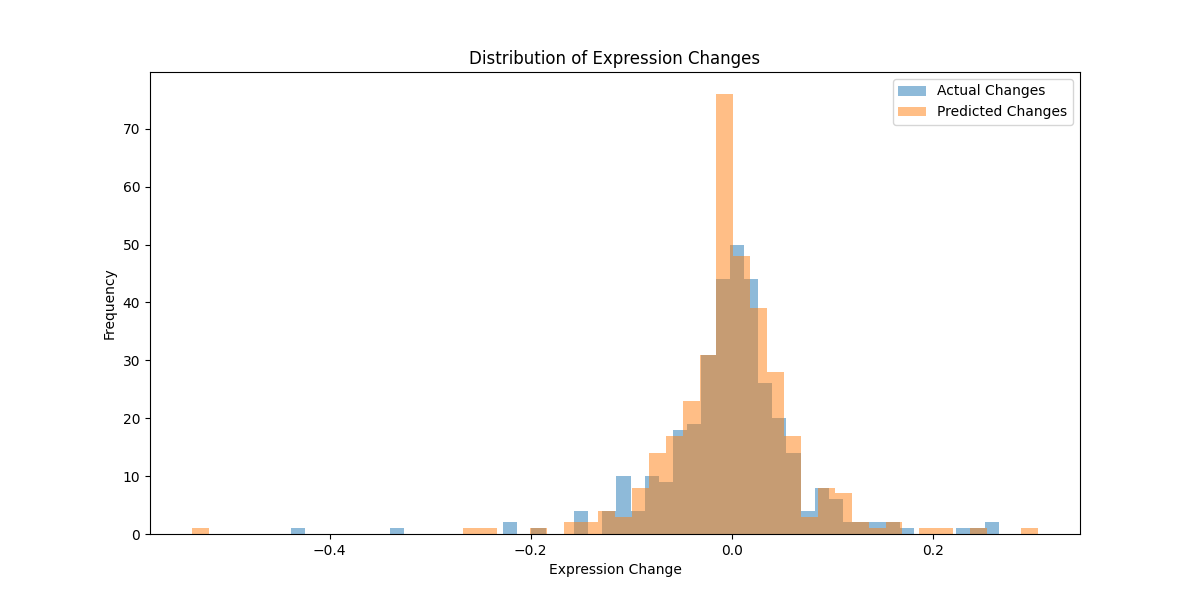 Distribution of Expression Changes
Actual Changes
Predicted Changes
70
60
50
40
30
20
10
0
Frequency
−0.4
−0.2
0.0
0.2
Expression Change